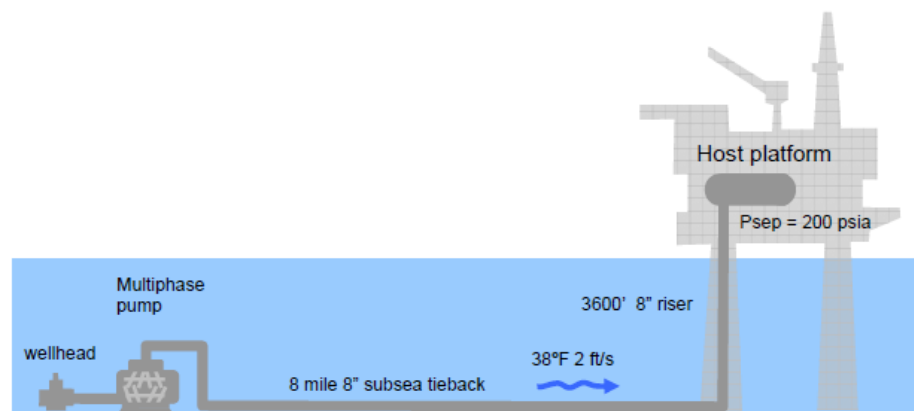 Host platform
Psep = 200 psia
Multiphase
pump
3600' 8" riser
wellhead
38ºF 2 ft/s
8 mile 8" subsea tieback